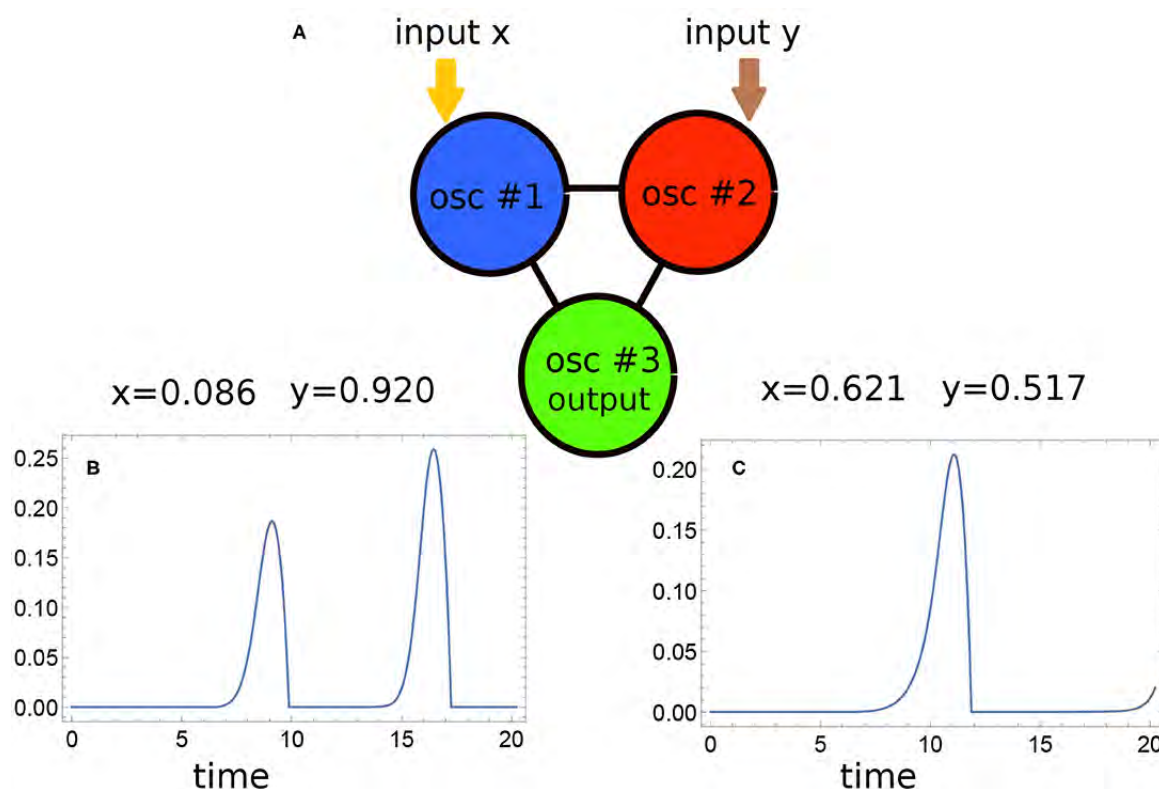 A
input x
input y
osc #1
osc #2
osc #3
output
x=0.086 y=0.920
x=0.621 y=0.517
B
0.25
0.20
0.15
0.10
0.05
0.00
0 5 10 15 20
time
C
0.20
0.15
0.10
0.05
0.00
0 5 10 15 20
time